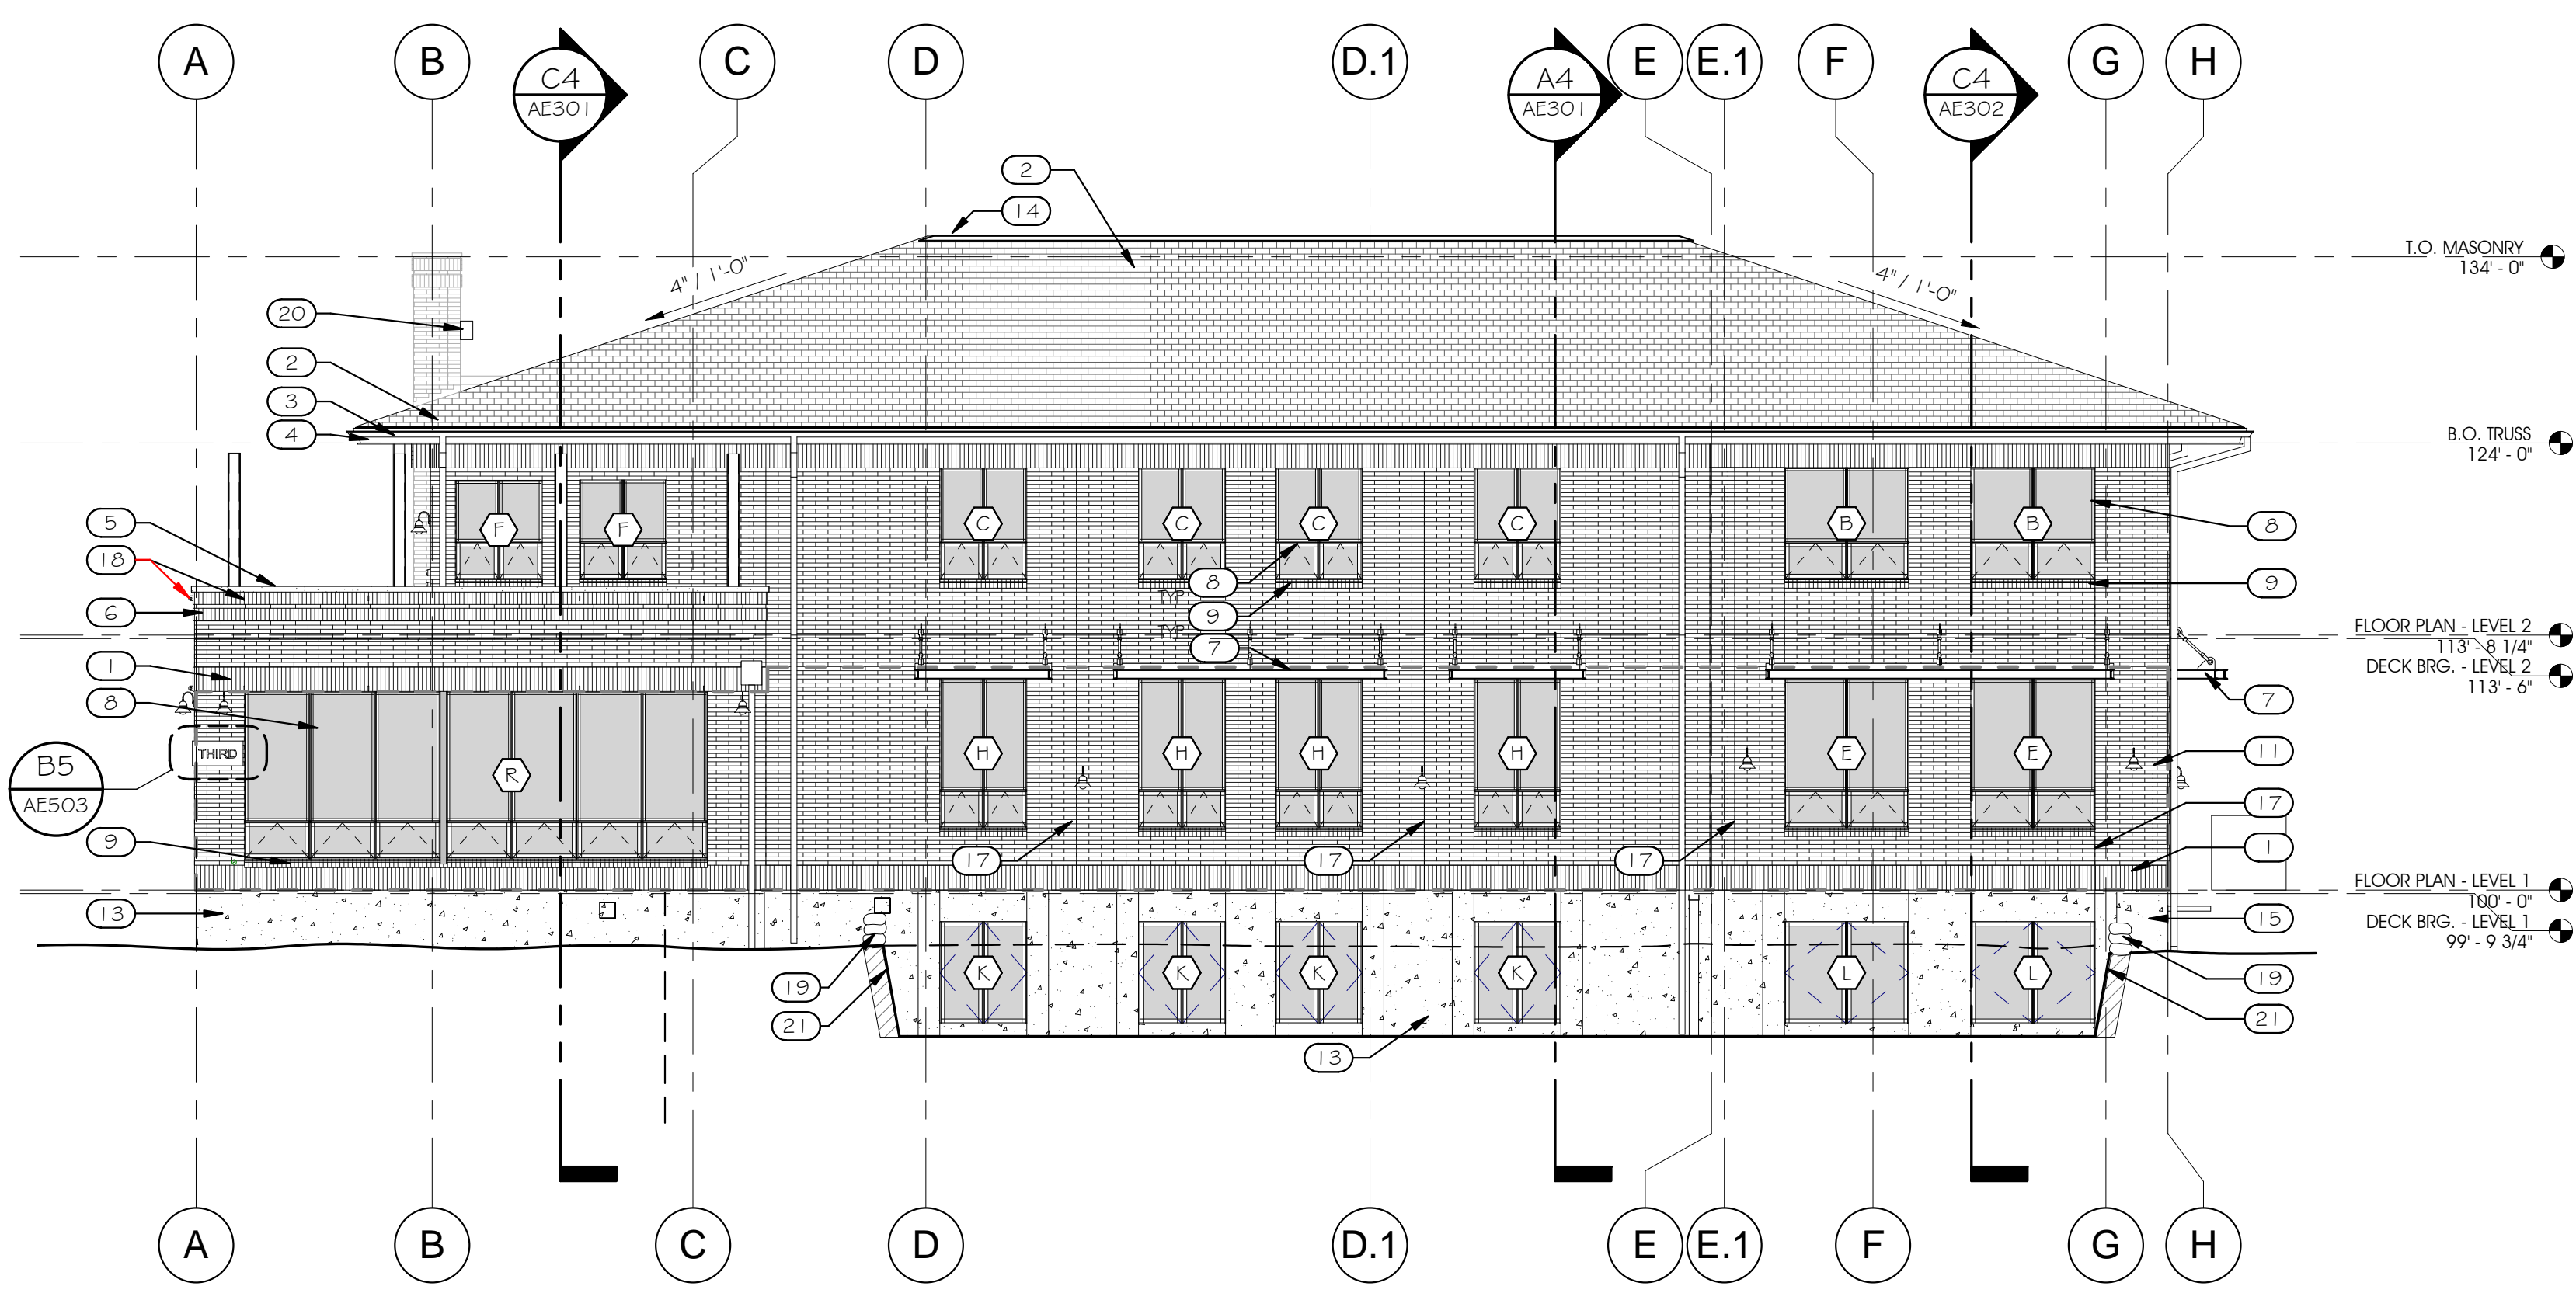 A B C D D.1 E E.1 F G H
C4
AE301
A4
AE301
C4
AE302
2
14
T.O. MASONRY
134' - 0"
4" / 1'-0"
4" / 1'-0"
20
2
3
4
B.O. TRUSS
124' - 0"
5
18
6
1
8
F F C C C C B B
8
9
8
TYP
9
TYP
7
FLOOR PLAN - LEVEL 2
113' - 8 1/4"
DECK BRG. - LEVEL 2
113' - 6"
7
11
17
1
THIRD
B5
AE503
R H H H H E E
9
17 17 17
13
FLOOR PLAN - LEVEL 1
100' - 0"
DECK BRG. - LEVEL 1
99' - 9 3/4"
15
K K K K L L
19
21
13
19
21
A B C D D.1 E E.1 F G H